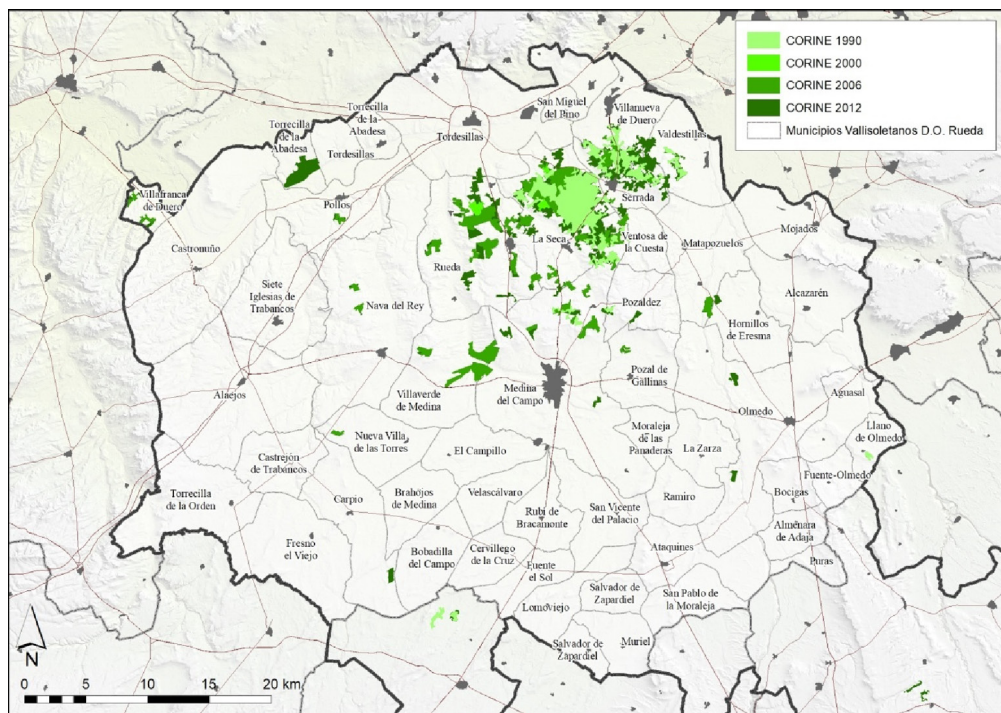 CORINE 1990
CORINE 2000
CORINE 2006
CORINE 2012
Municipios Vallisoletanos D.O. Rueda
Torrecilla
de la
Abadesa
San Miguel
del Pino
Villanueva
de Duero
Torrecilla
de la
Abadesa
Tordesillas
Tordesillas
Valdestillas
Villafranca
de Duero
Pollos
Serrada
Castronuño
La Seca
Ventosa de
la Cuesta
Matapozuelos
Mojados
Rueda
Siete
Iglesias de
Trabancos
Nava del Rey
Pozaldez
Alcazarén
Hornillos
de Eresma
Alaejos
Villaverde
de Medina
Medina
del Campo
Pozal de
Gallinas
Olmedo
Aguasal
Llano
de Olmedo
Nueva Villa
de las Torres
El Campillo
Moraleja
de las
Panaderas
La Zarza
Castrejón
de Trabancos
Fuente-Olmedo
Torrecilla
de la Orden
Carpio
Brahojos
de Medina
Velascálvaro
Rubí de
Bracamonte
San Vicente
del Palacio
Ramiro
Bocigas
Almenara
de Adaja
Fresno
el Viejo
Bobadilla
del Campo
Cervillego
de la Cruz
Fuente
el Sol
Ataquines
Puras
Lomoviejo
Salvador de
Zapardiel
San Pablo de
la Moraleja
Salvador de
Zapardiel
Muriel
N
0 5 10 20 km